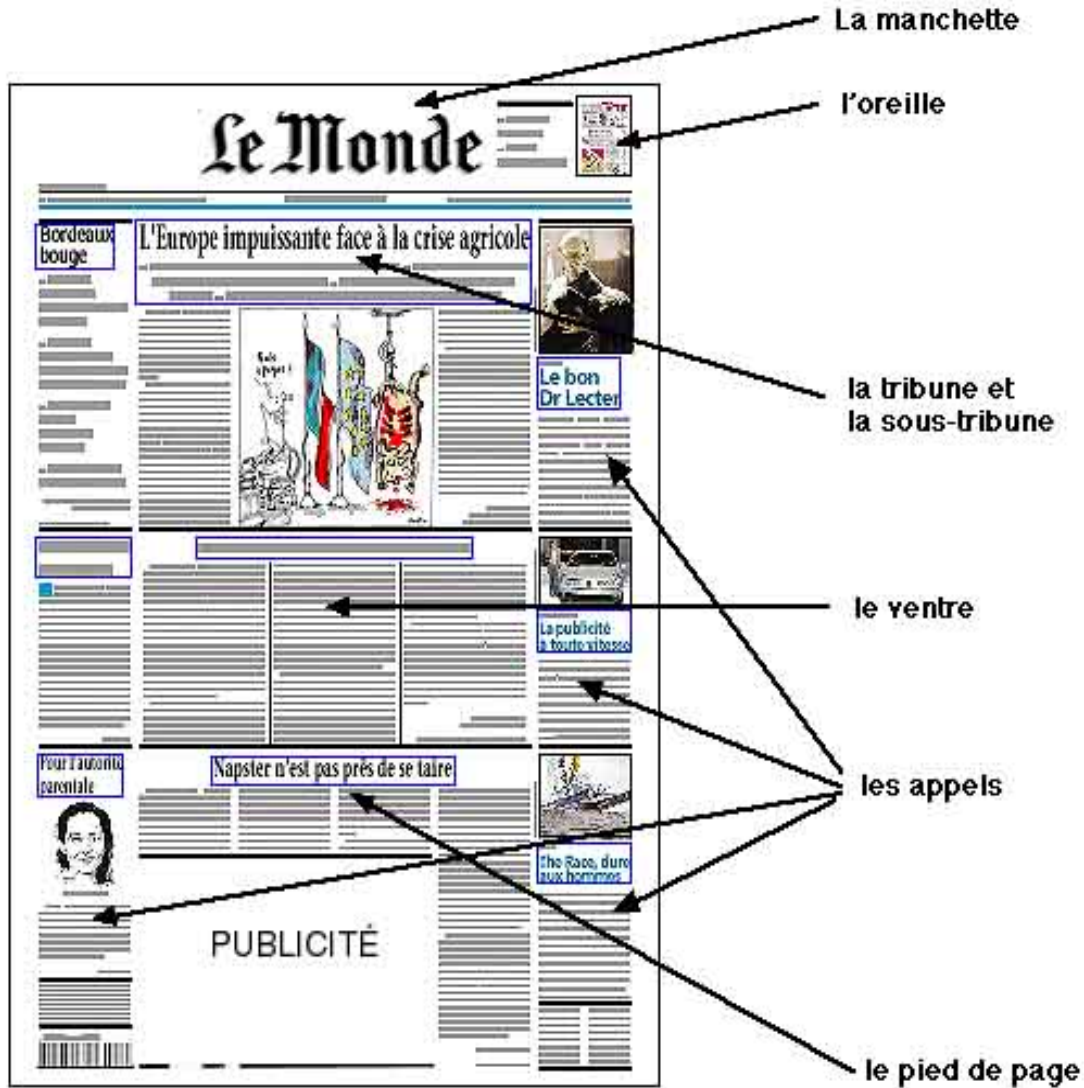 La manchette
l'oreille
Le Monde
Bordeaux
bouge
L'Europe impuissante face à la crise agricole
Le bon
Dr Lecter
la tribune et
la sous-tribune
le ventre
La publicité
à toute vitesse
Pour l'autorité
parentale
Napster n'est pas près de se taire
les appels
The Race, dure
aux hommes
PUBLICITÉ
le pied de page